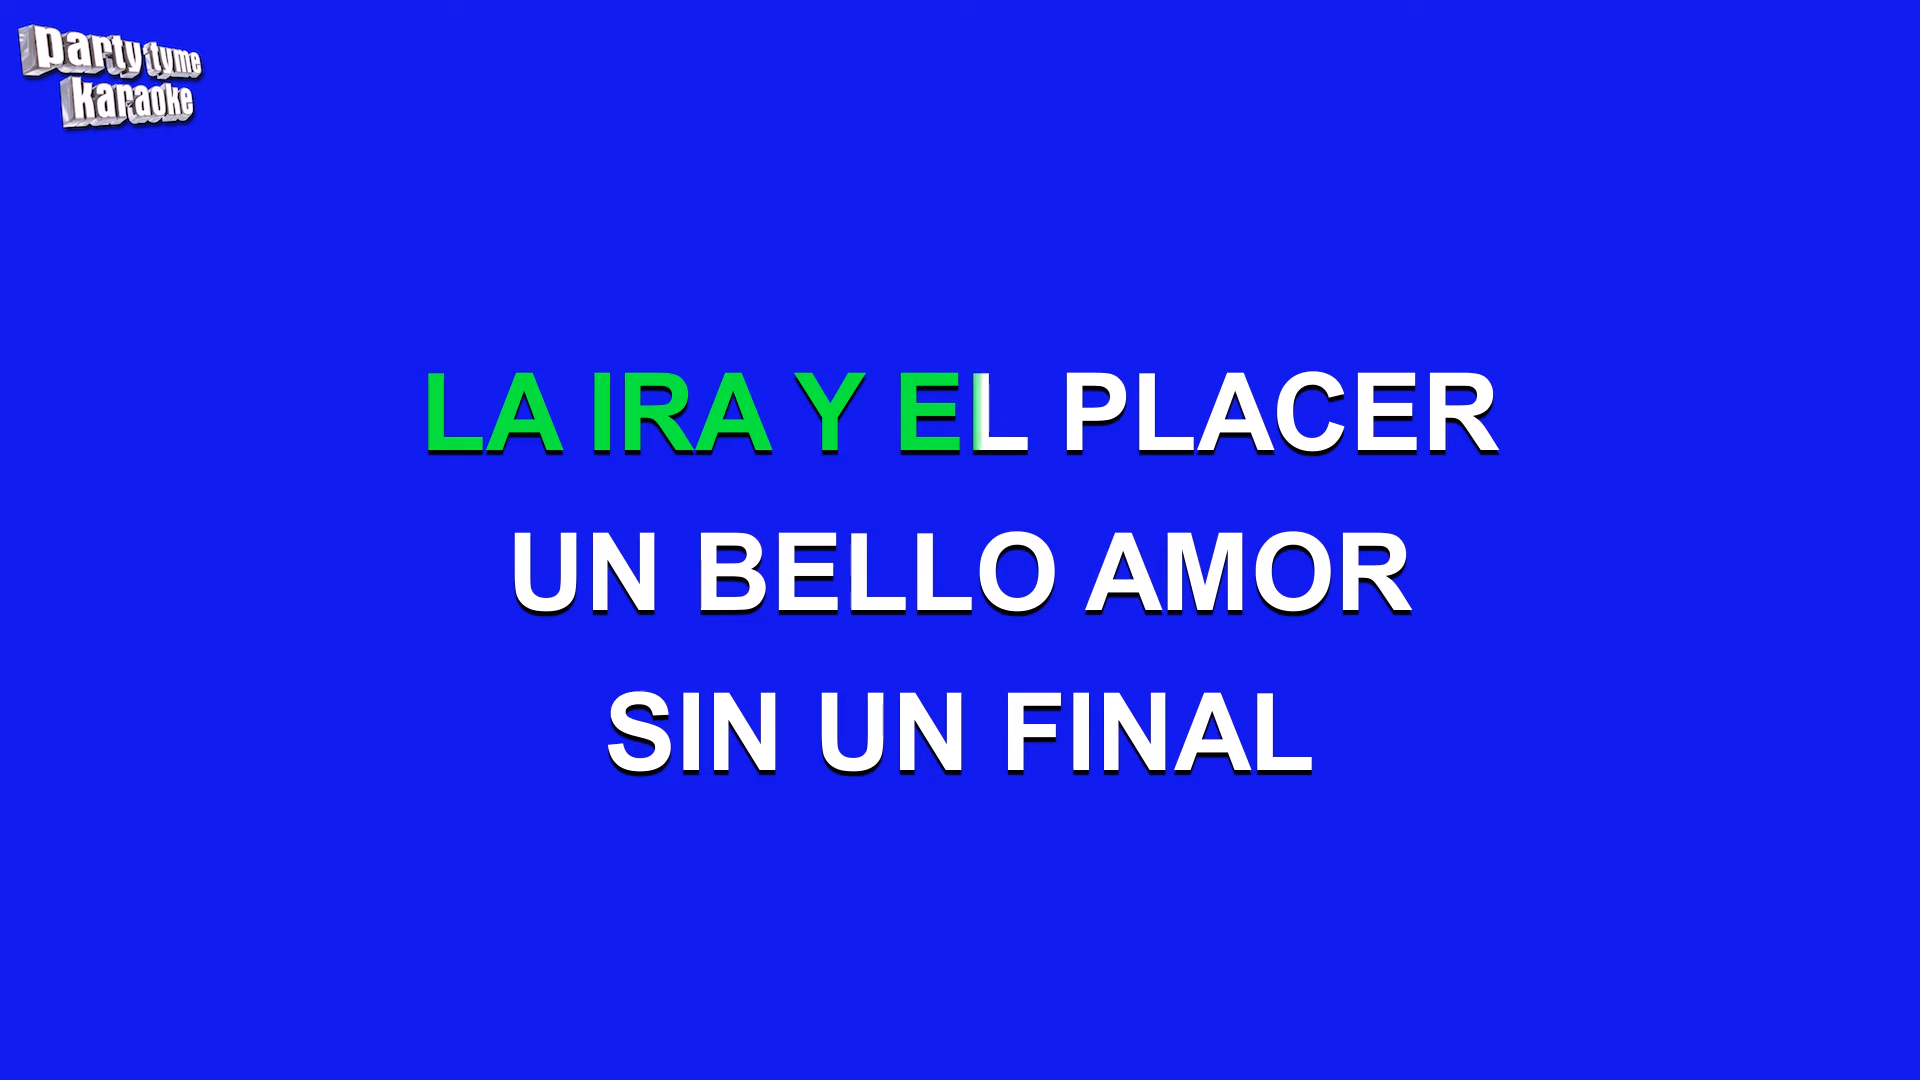 party tyme
karaoke
LA IRA Y EL PLACER
UN BELLO AMOR
SIN UN FINAL